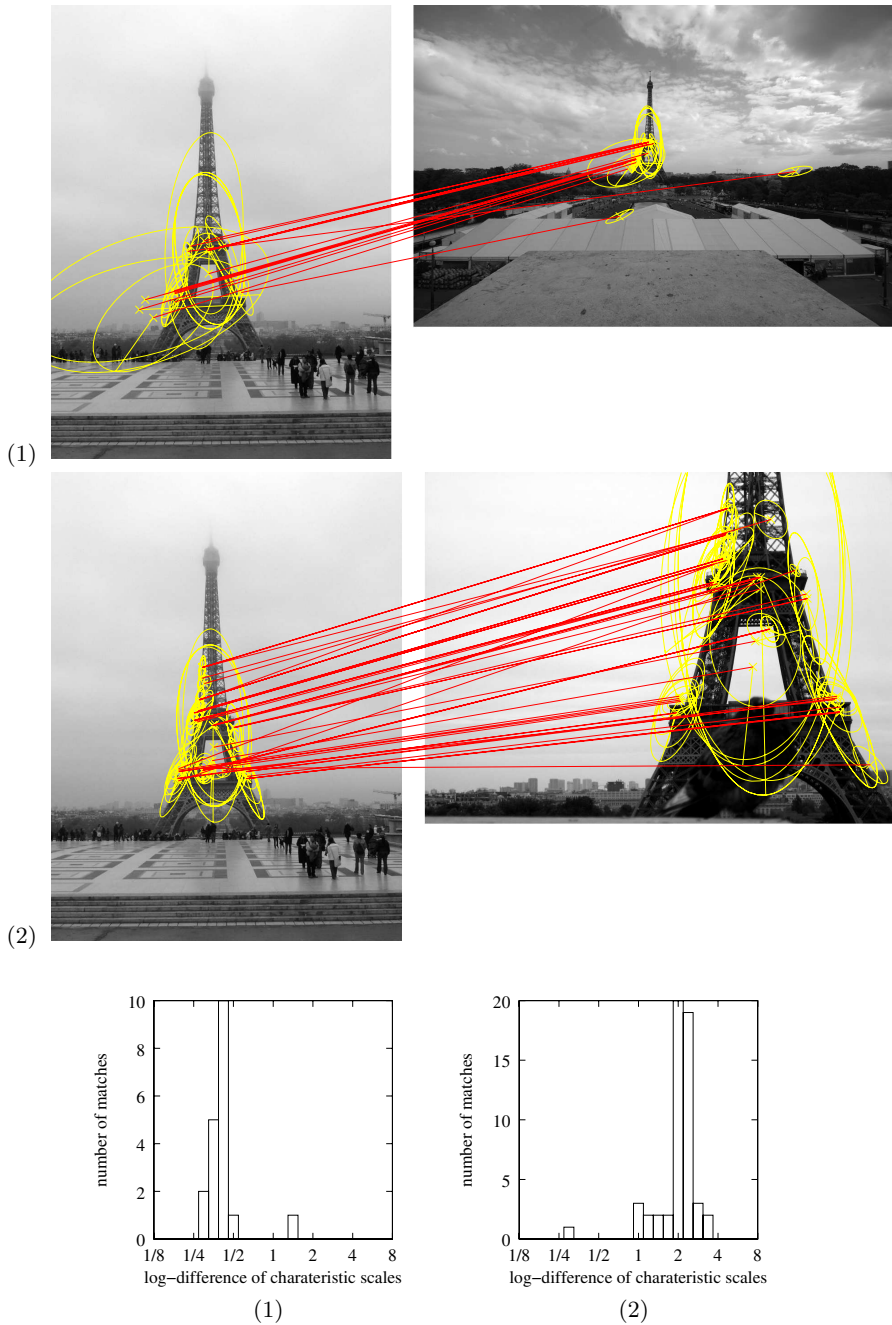 (1)
(2)
10
8
6
4
2
0
number of matches
1/8 1/4 1/2 1 2 4 8
log−difference of charateristic scales
(1)
20
15
10
5
0
number of matches
1/8 1/4 1/2 1 2 4 8
log−difference of charateristic scales
(2)